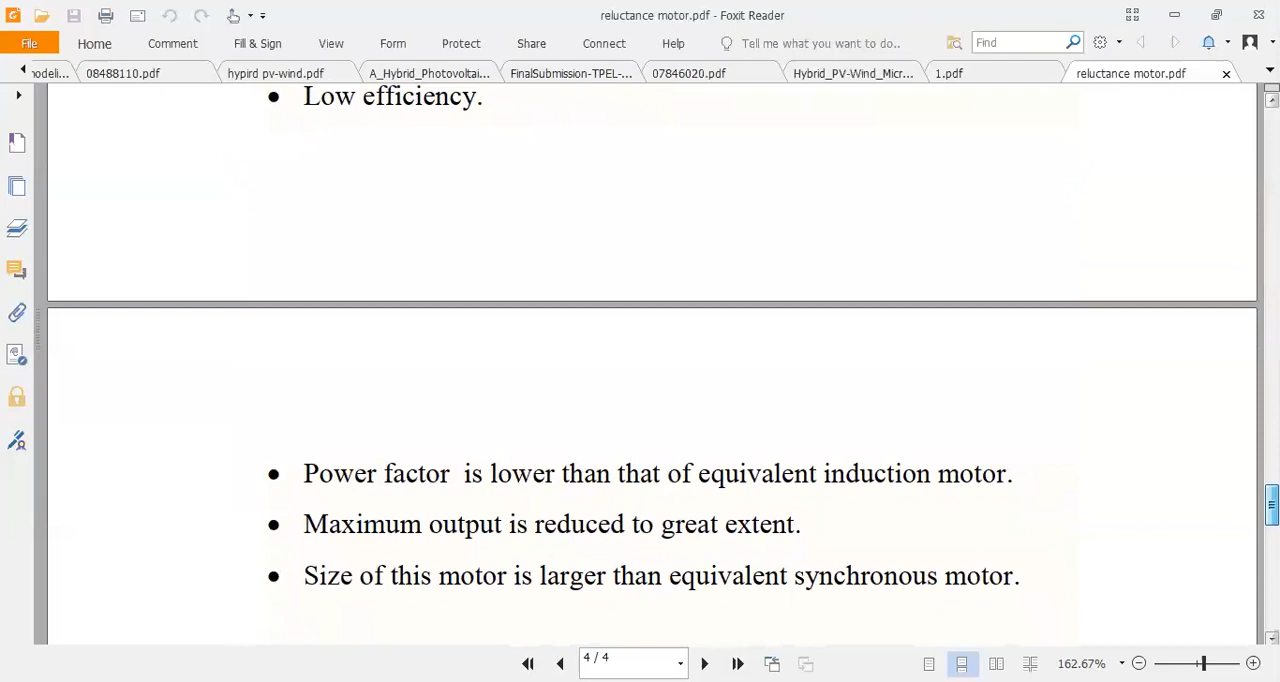 reluctance motor.pdf - Foxit Reader
File Home Comment Fill & Sign View Form Protect Share Connect Help Tell me what you want to do.. Find
nodeli... 08488110.pdf hypird pv-wind.pdf A_Hybrid_Photovoltai... FinalSubmission-TPEL-... 07846020.pdf Hybrid_PV-Wind_Micr... 1.pdf reluctance motor.pdf
• Low efficiency.
• Power factor  is lower than that of equivalent induction motor.
• Maximum output is reduced to great extent.
• Size of this motor is larger than equivalent synchronous motor.
4 / 4 162.67%